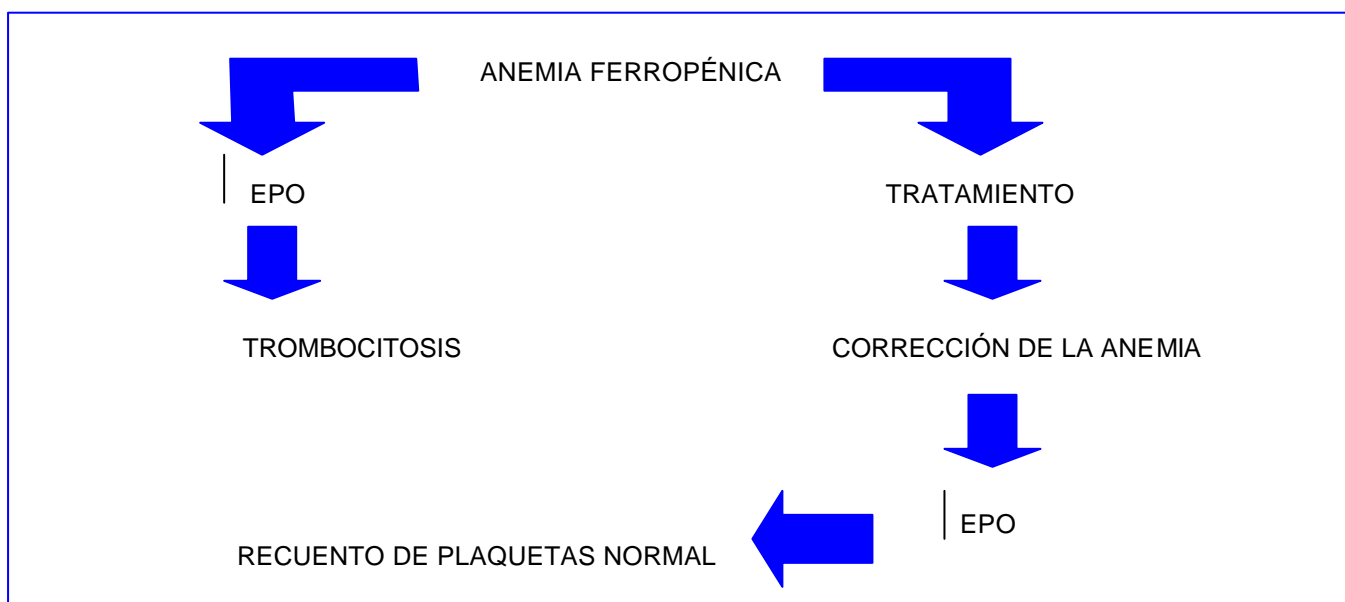 ANEMIA FERROPÉNICA
EPO
TRATAMIENTO
TROMBOCITOSIS
CORRECCIÓN DE LA ANEMIA
EPO
RECUENTO DE PLAQUETAS NORMAL